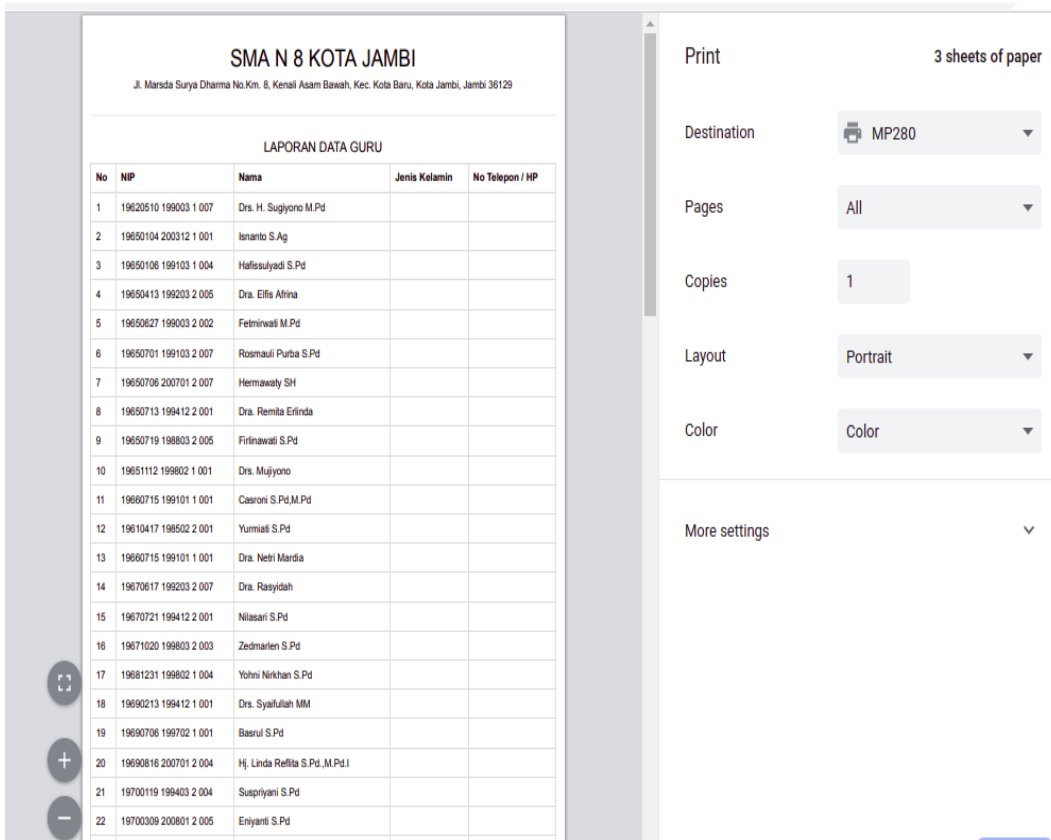 SMA N 8 KOTA JAMBI
Jl. Marsda Surya Dharma No.Km. 8, Kenali Asam Bawah, Kec. Kota Baru, Kota Jambi, Jambi 36129
LAPORAN DATA GURU
No NIP Nama Jenis Kelamin No Telepon / HP
1 19620510 199003 1 007 Drs. H. Sugiyono M.Pd
2 19650104 200312 1 001 Isnanto S.Ag
3 19650106 199103 1 004 Hafissulyadi S.Pd
4 19650413 199203 2 005 Dra. Elfis Afrina
5 19650627 199003 2 002 Fetmirwati M.Pd
6 19650701 199103 2 007 Rosmauli Purba S.Pd
7 19650706 200701 2 007 Hermawaty SH
8 19650713 199412 2 001 Dra. Remita Erlinda
9 19650719 198803 2 005 Firlinawati S.Pd
10 19651112 199802 1 001 Drs. Mujiyono
11 19660715 199101 1 001 Casroni S.Pd,M.Pd
12 19610417 198502 2 001 Yurmiati S.Pd
13 19660715 199101 1 001 Dra. Netri Mardia
14 19670617 199203 2 007 Dra. Rasyidah
15 19670721 199412 2 001 Nilasari S.Pd
16 19671020 199803 2 003 Zedmarlen S.Pd
17 19681231 199802 1 004 Yohni Nirkhan S.Pd
18 19690213 199412 1 001 Drs. Syaifullah MM
19 19690706 199702 1 001 Basrul S.Pd
20 19690816 200701 2 004 Hj. Linda Reflita S.Pd.,M.Pd.I
21 19700119 199403 2 004 Suspriyani S.Pd
22 19700309 200801 2 005 Eniyanti S.Pd
Print 3 sheets of paper
Destination MP280
Pages All
Copies 1
Layout Portrait
Color Color
More settings